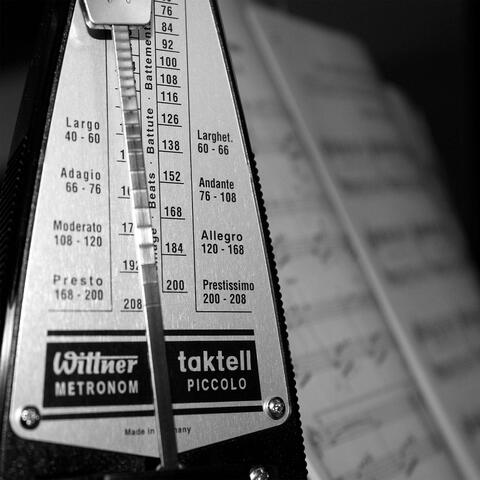 76
84
92
100
108
116
126
138
152
168
184
200
192
208
Battements
Battute
Beats
Largo
40 - 60
Adagio
66 - 76
Moderato
108 - 120
Presto
168 - 200
Larghet.
60 - 66
Andante
76 - 108
Allegro
120 - 168
Prestissimo
200 - 208
Wittner
METRONOM
taktell
PICCOLO
Made in